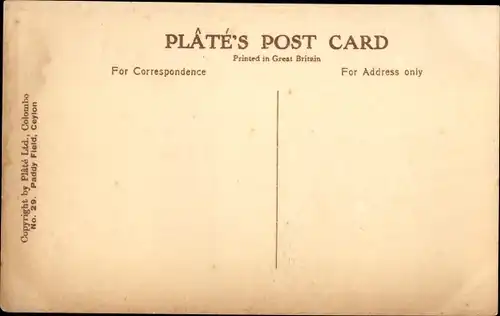 PLÂTÉ'S POST CARD
Printed in Great Britain
For Correspondence
For Address only
Copyright by Plâté Ltd., Colombo
No. 29. Paddy Field, Ceylon